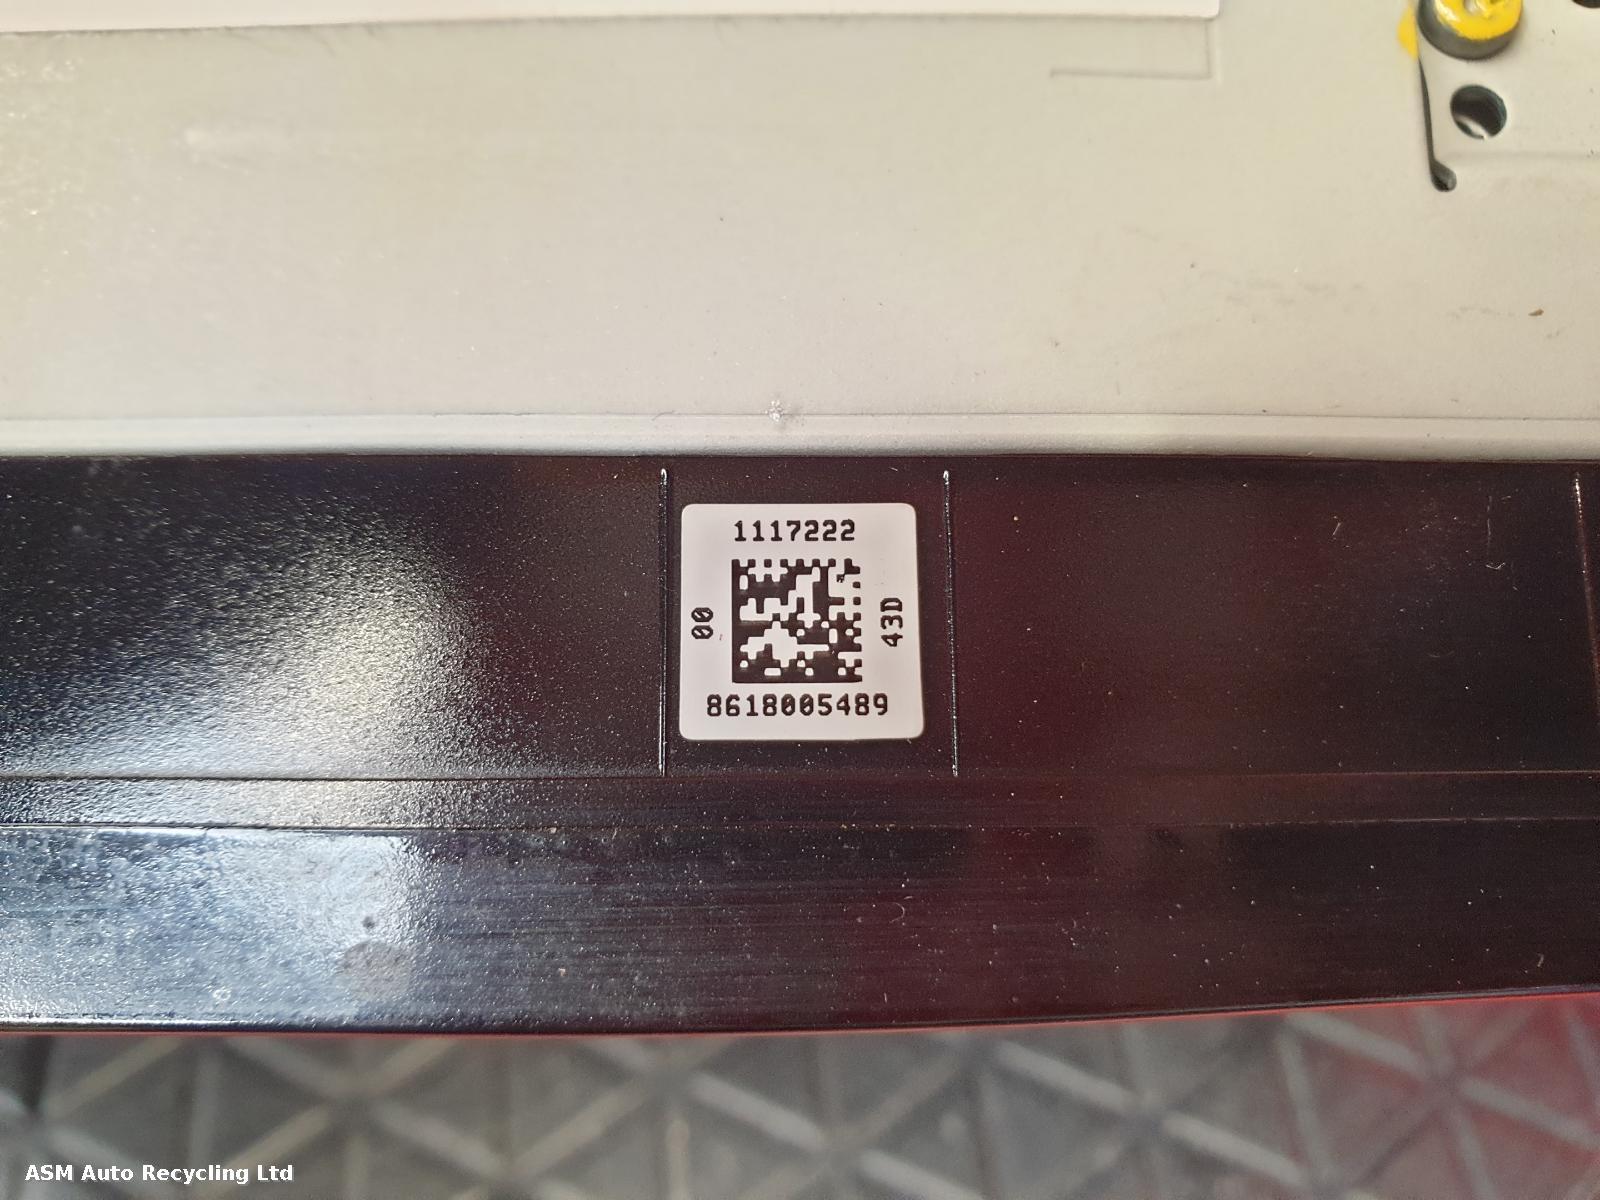 1117222
00
43D
8618005489
ASM Auto Recycling Ltd